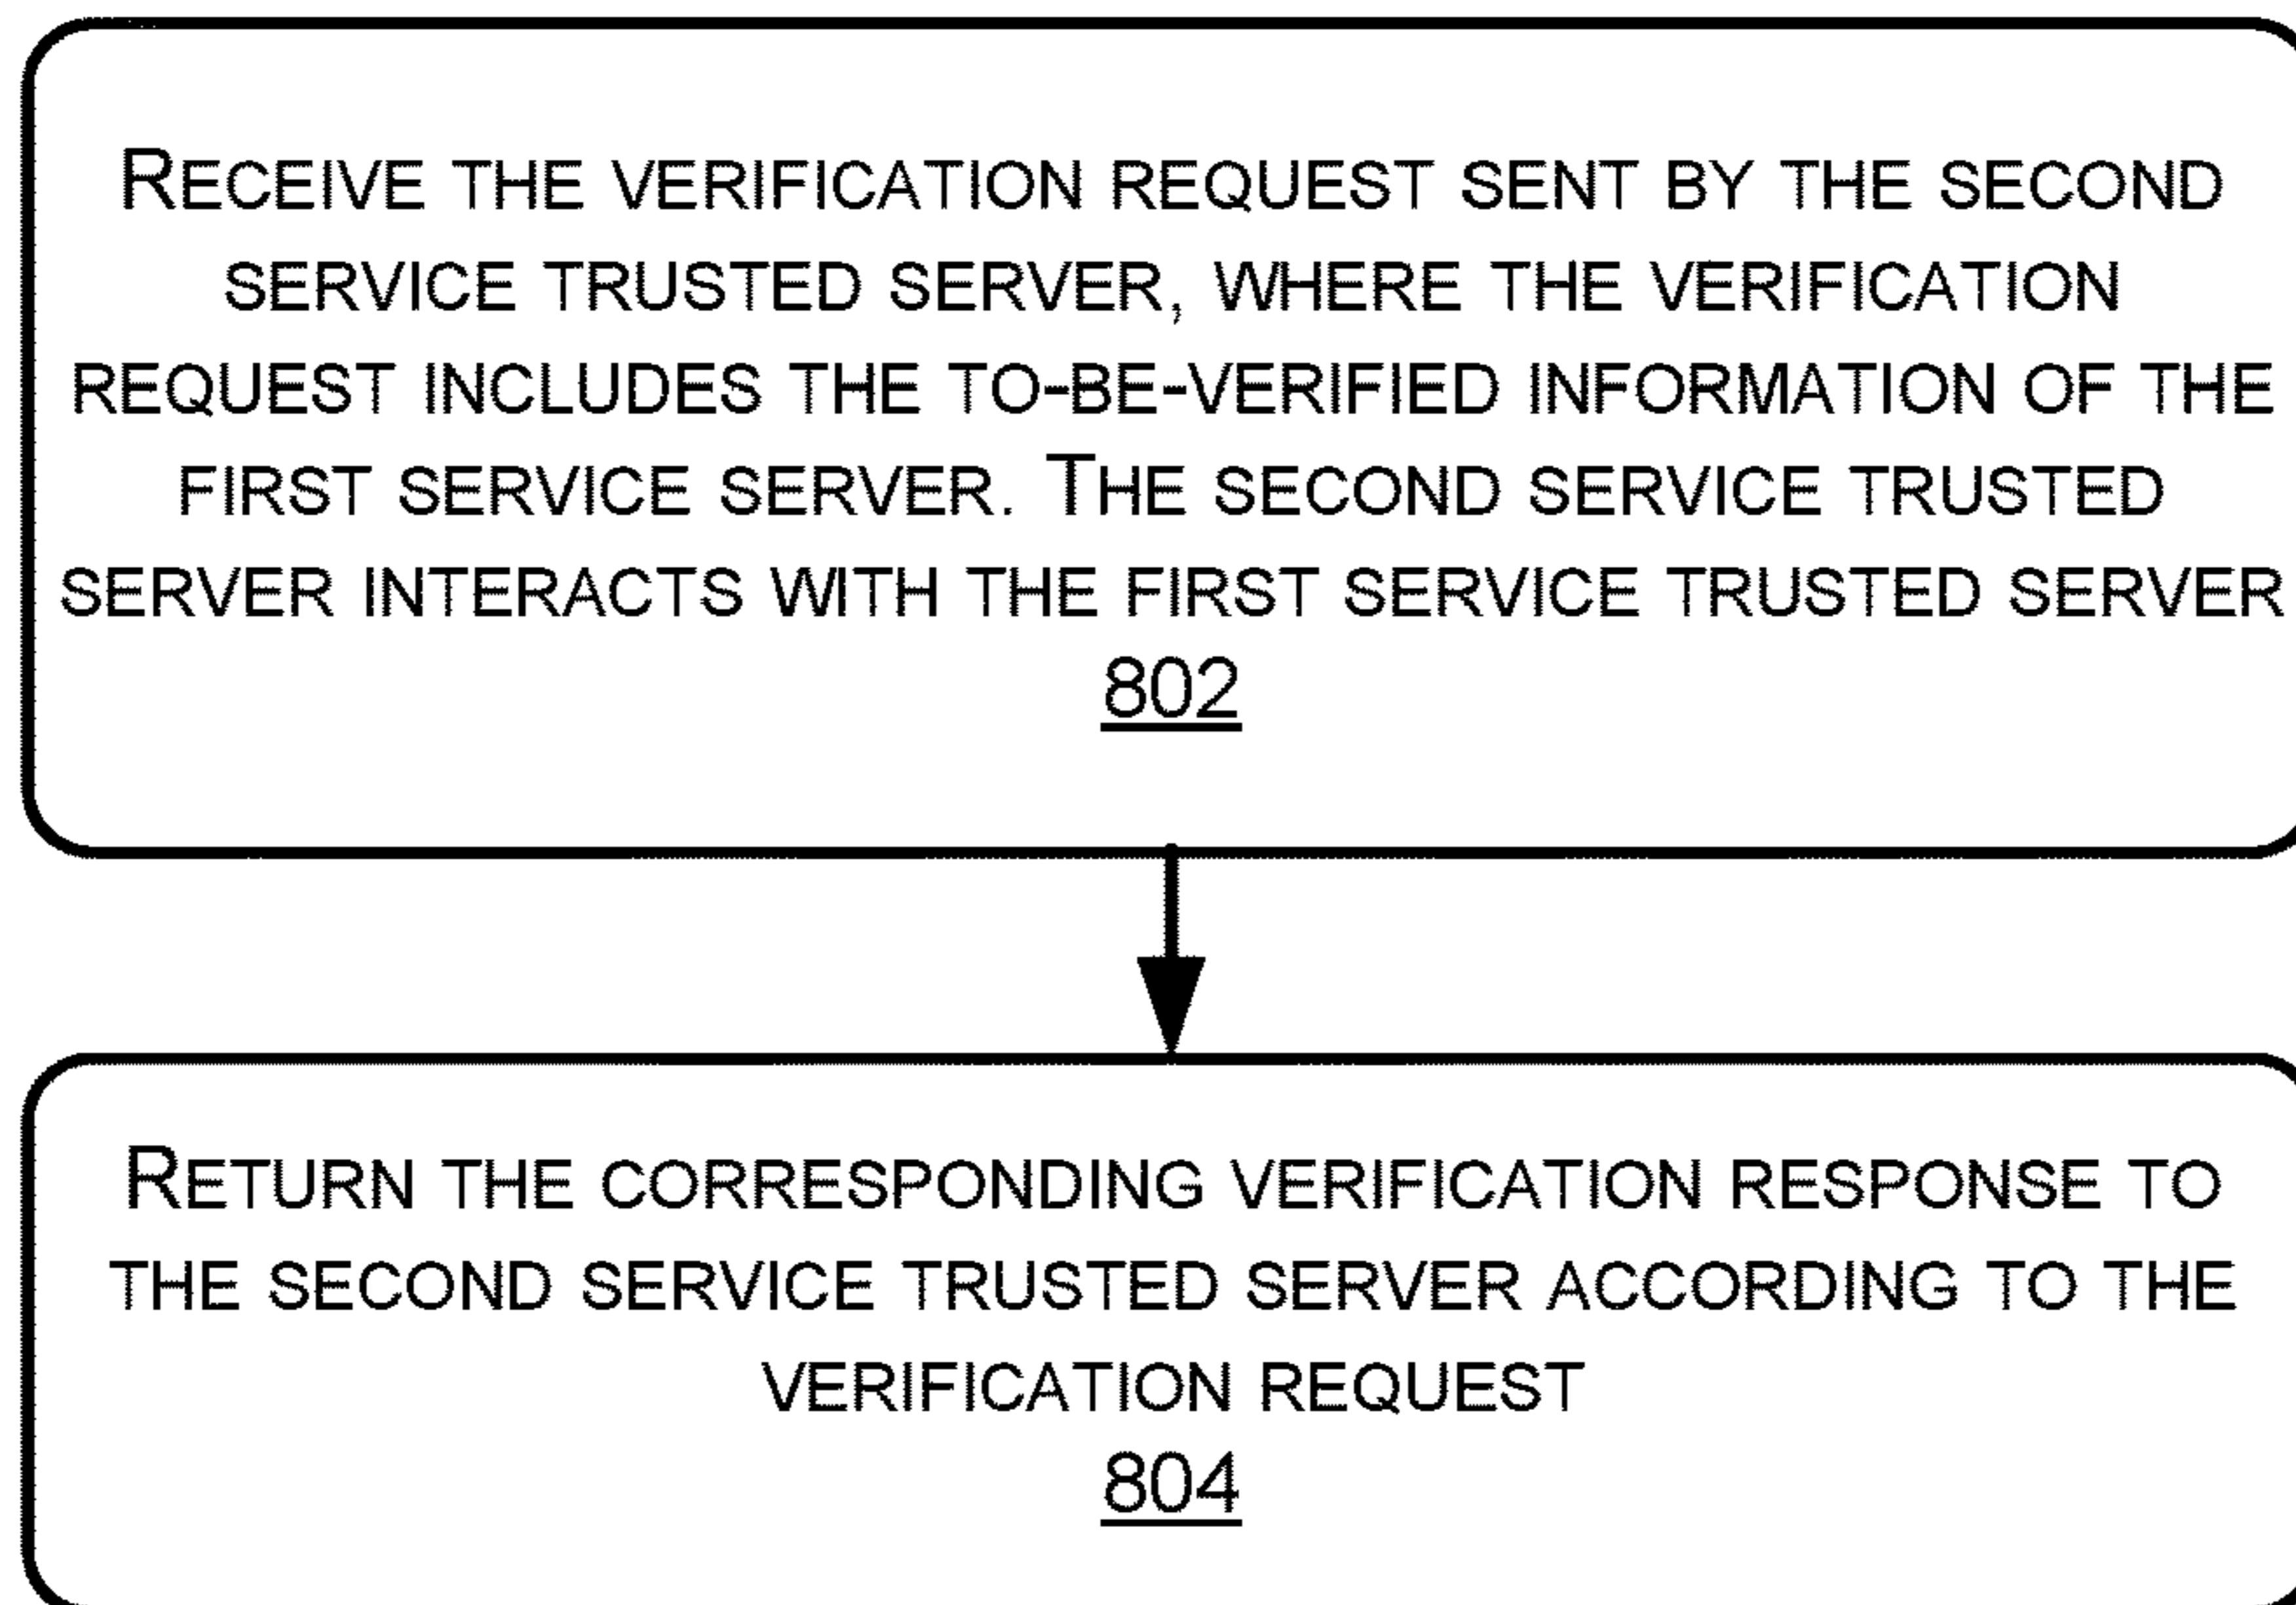 RECEIVE THE VERIFICATION REQUEST SENT BY THE SECOND
SERVICE TRUSTED SERVER, WHERE THE VERIFICATION
REQUEST INCLUDES THE TO-BE-VERIFIED INFORMATION OF THE
FIRST SERVICE SERVER. THE SECOND SERVICE TRUSTED
SERVER INTERACTS WITH THE FIRST SERVICE TRUSTED SERVER
802
RETURN THE CORRESPONDING VERIFICATION RESPONSE TO
THE SECOND SERVICE TRUSTED SERVER ACCORDING TO THE
VERIFICATION REQUEST
804